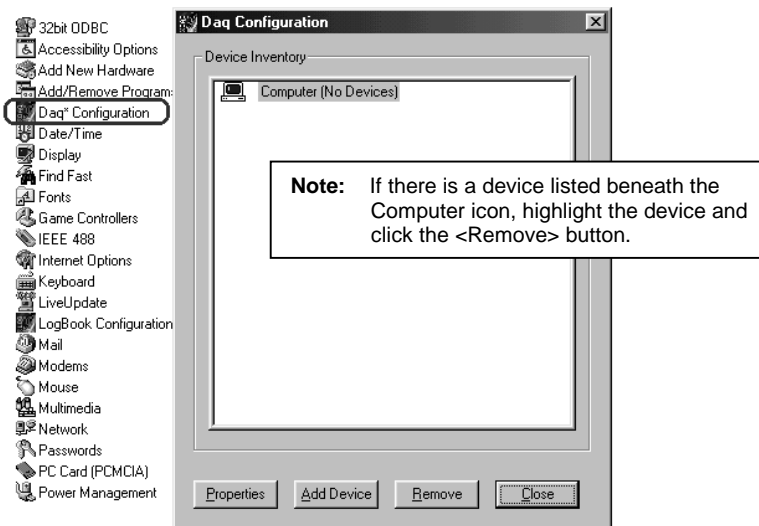 32bit ODBC
Accessibility Options
Add New Hardware
Add/Remove Program
Daq* Configuration
Date/Time
Display
Find Fast
Fonts
Game Controllers
IEEE 488
Internet Options
Keyboard
LiveUpdate
LogBook Configuration
Mail
Modems
Mouse
Multimedia
Network
Passwords
PC Card (PCMCIA)
Power Management
Daq Configuration
Device Inventory
Computer (No Devices)
Note: If there is a device listed beneath the
Computer icon, highlight the device and
click the <Remove> button.
Properties Add Device Remove Close